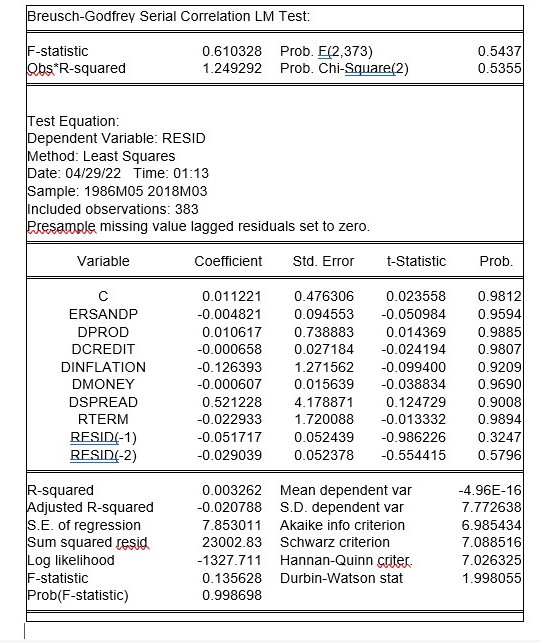 Breusch-Godfrey Serial Correlation LM Test:
F-statistic 0.610328 Prob. F(2,373) 0.5437
Obs*R-squared 1.249292 Prob. Chi-Square(2) 0.5355
Test Equation:
Dependent Variable: RESID
Method: Least Squares
Date: 04/29/22 Time: 01:13
Sample: 1986M05 2018M03
Included observations: 383
Presample missing value lagged residuals set to zero.
Variable Coefficient Std. Error t-Statistic Prob.
C 0.011221 0.476306 0.023558 0.9812
ERSANDP -0.004821 0.094553 -0.050984 0.9594
DPROD 0.010617 0.738883 0.014369 0.9885
DCREDIT -0.000658 0.027184 -0.024194 0.9807
DINFLATION -0.126393 1.271562 -0.099400 0.9209
DMONEY -0.000607 0.015639 -0.038834 0.9690
DSPREAD 0.521228 4.178871 0.124729 0.9008
RTERM -0.022933 1.720088 -0.013332 0.9894
RESID(-1) -0.051717 0.052439 -0.986226 0.3247
RESID(-2) -0.029039 0.052378 -0.554415 0.5796
R-squared 0.003262 Mean dependent var -4.96E-16
Adjusted R-squared -0.020788 S.D. dependent var 7.772638
S.E. of regression 7.853011 Akaike info criterion 6.985434
Sum squared resid 23002.83 Schwarz criterion 7.088516
Log likelihood -1327.711 Hannan-Quinn criter. 7.026325
F-statistic 0.135628 Durbin-Watson stat 1.998055
Prob(F-statistic) 0.998698